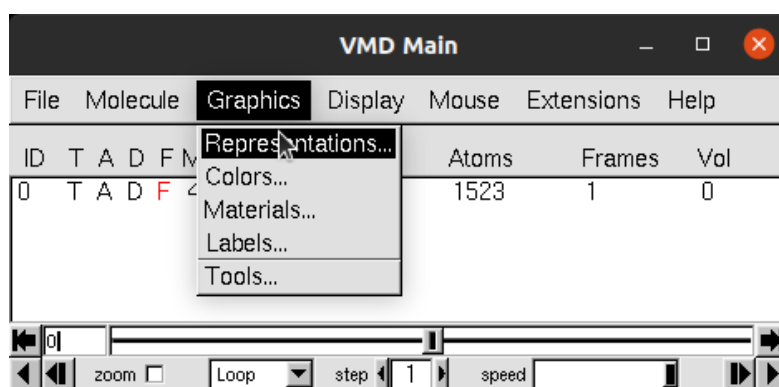 VMD Main
File Molecule Graphics Display Mouse Extensions Help
ID T A D F Atoms Frames Vol
Representations...
0 T A D F 1523 1 0
Colors...
Materials...
Labels...
Tools...
0
zoom Loop step 1 speed